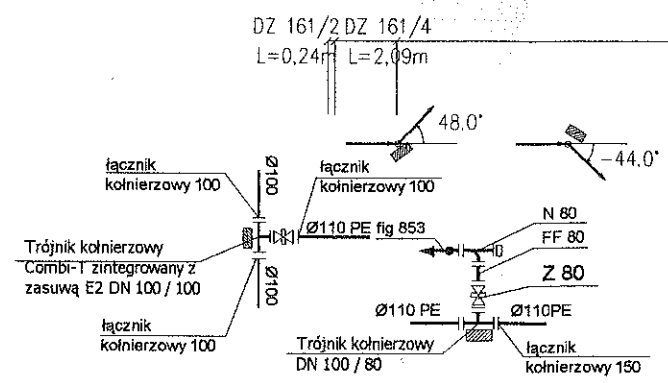 DZ 161/2 DZ 161/4
L=0,24m L=2,09m
48.0°
-44.0°
łącznik
kołnierzowy 100
Ø100
łącznik
kołnierzowy 100
Ø110 PE
fig 853
N 80
FF 80
Z 80
Trójnik kołnierzowy
Combi-T zintegrowany z
zasuwą E2 DN 100 / 100
Ø100
łącznik
kołnierzowy 100
Ø110 PE
Ø110PE
Trójnik kołnierzowy
DN 100 / 80
łącznik
kołnierzowy 150